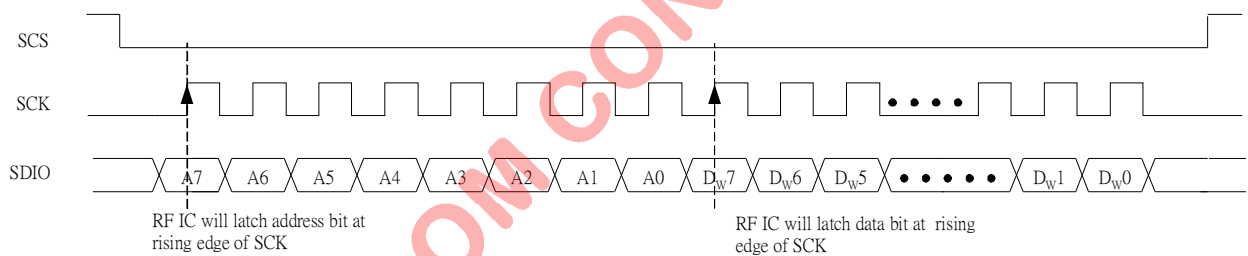 SCS
SCK
SDIO
A7 A6 A5 A4 A3 A2 A1 A0 DW7 DW6 DW5 DW1 DW0
RF IC will latch address bit at
rising edge of SCK
RF IC will latch data bit at rising
edge of SCK
OM CON